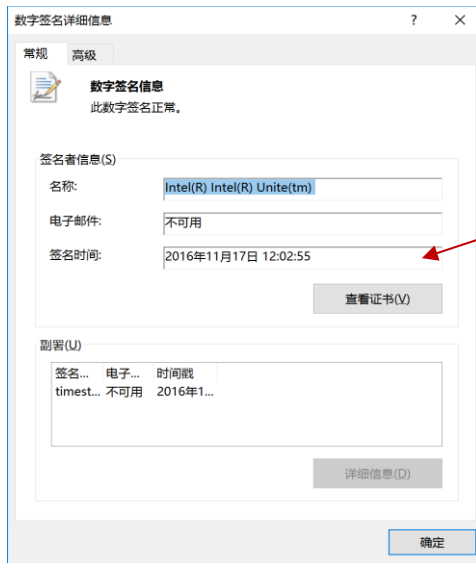 数字签名详细信息 ? ×
常规 高级
数字签名信息
此数字签名正常。
签名者信息(S)
名称: Intel(R) Intel(R) Unite(tm)
电子邮件: 不可用
签名时间: 2016年11月17日 12:02:55
查看证书(V)
副署(U)
签名... 电子... 时间戳
timest... 不可用 2016年1...
详细信息(D)
确定